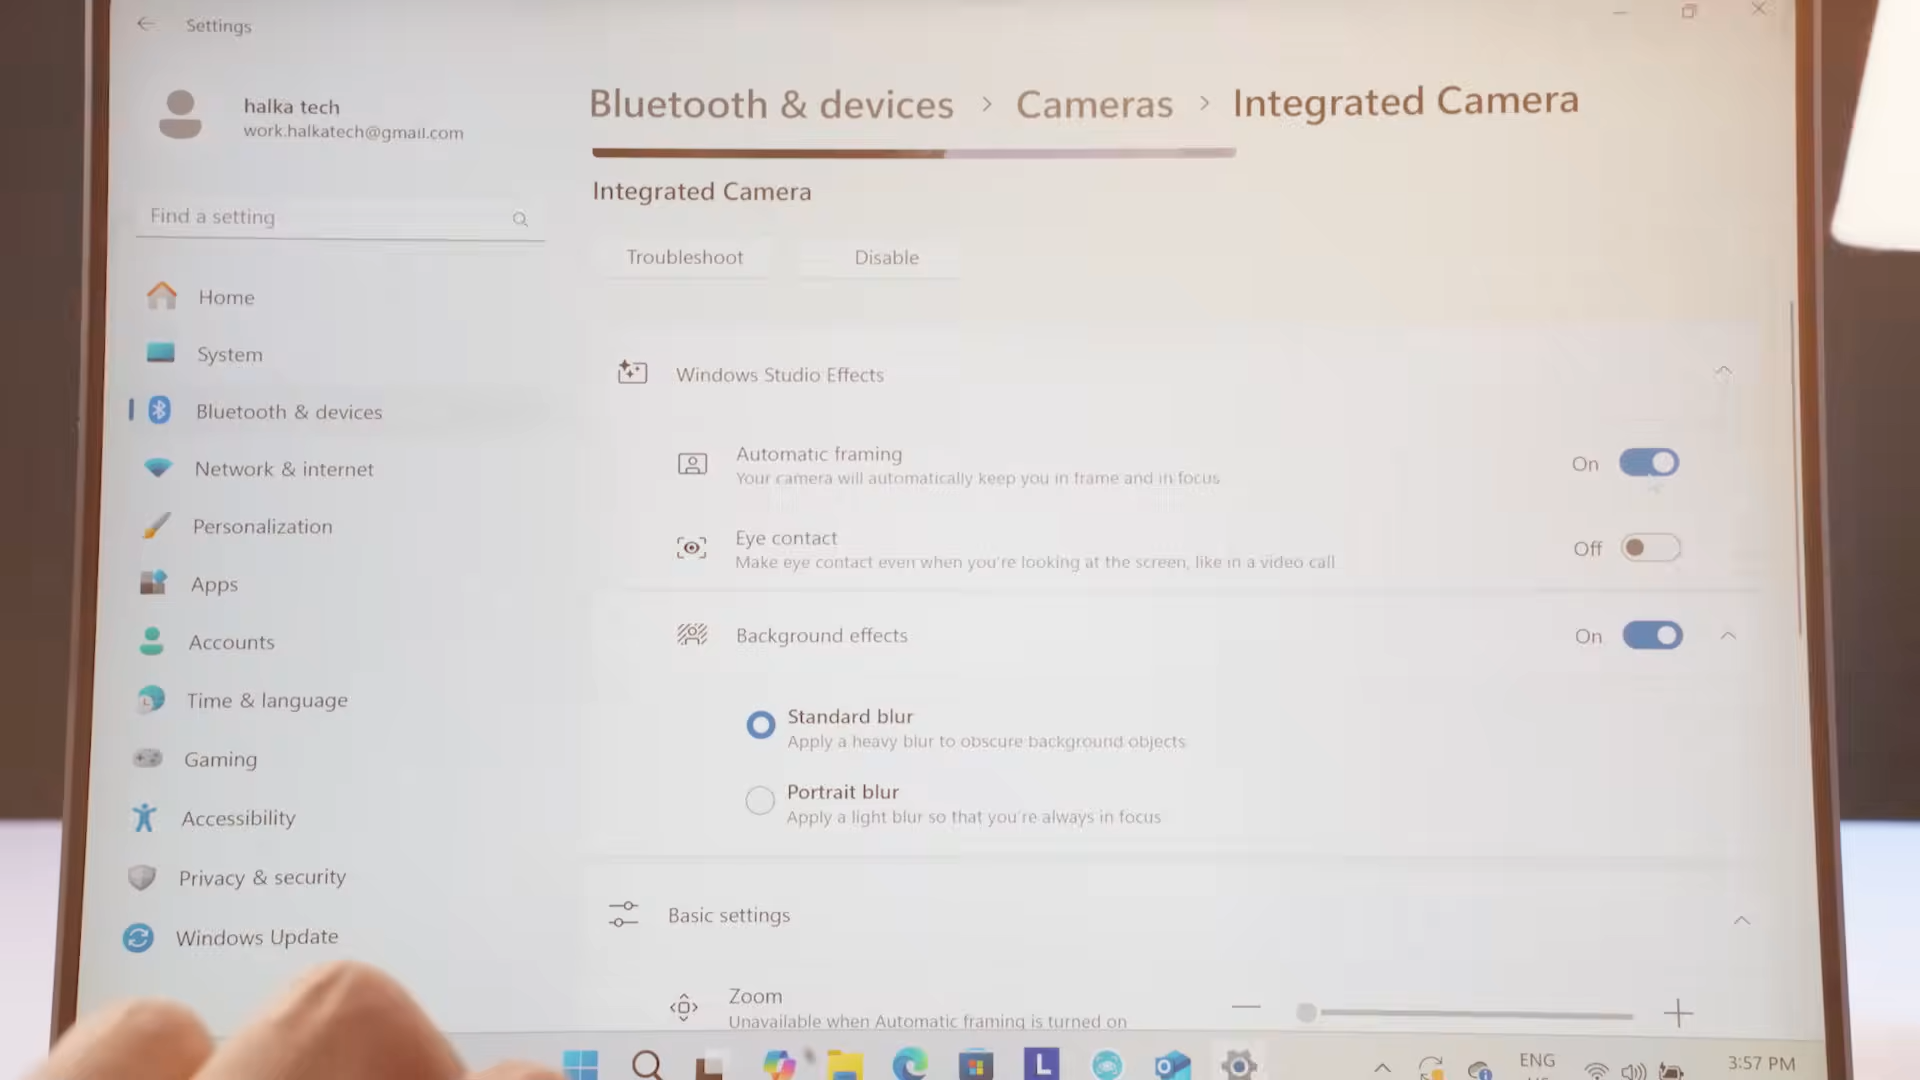 Settings
halka tech
work.halkatech@gmail.com
Find a setting
Home
System
Bluetooth & devices
Network & internet
Personalization
Apps
Accounts
Time & language
Gaming
Accessibility
Privacy & security
Windows Update
Bluetooth & devices > Cameras > Integrated Camera
Integrated Camera
Troubleshoot Disable
Windows Studio Effects
Automatic framing
Your camera will automatically keep you in frame and in focus
On
Eye contact
Make eye contact even when you're looking at the screen, like in a video call
Off
Background effects
On
Standard blur
Apply a heavy blur to obscure background objects
Portrait blur
Apply a light blur so that you're always in focus
Basic settings
Zoom
Unavailable when Automatic framing is turned on
L
ENG
3:57 PM